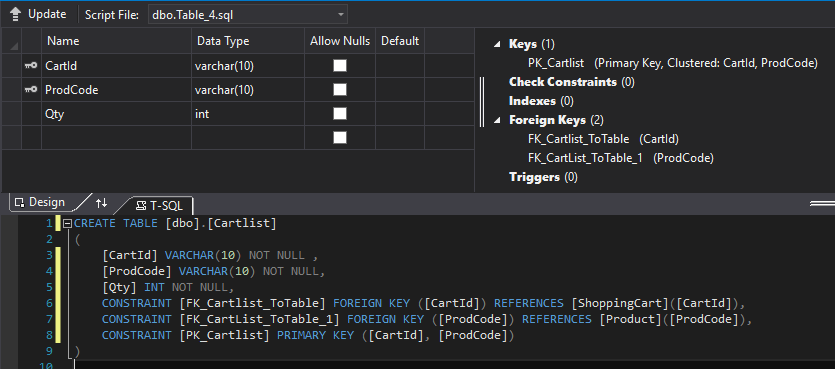 Update Script File: dbo.Table_4.sql
Name Data Type Allow Nulls Default
CartId varchar(10)
ProdCode varchar(10)
Qty int
Keys (1)
PK_Cartlist (Primary Key, Clustered: CartId, ProdCode)
Check Constraints (0)
Indexes (0)
Foreign Keys (2)
FK_Cartlist_ToTable (CartId)
FK_CartList_ToTable_1 (ProdCode)
Triggers (0)
Design T-SQL
1 CREATE TABLE [dbo].[Cartlist]
2 (
3 [CartId] VARCHAR(10) NOT NULL ,
4 [ProdCode] VARCHAR(10) NOT NULL,
5 [Qty] INT NOT NULL,
6 CONSTRAINT [FK_Cartlist_ToTable] FOREIGN KEY ([CartId]) REFERENCES [ShoppingCart]([CartId]),
7 CONSTRAINT [FK_CartList_ToTable_1] FOREIGN KEY ([ProdCode]) REFERENCES [Product]([ProdCode]),
8 CONSTRAINT [PK_Cartlist] PRIMARY KEY ([CartId], [ProdCode])
9 )
10